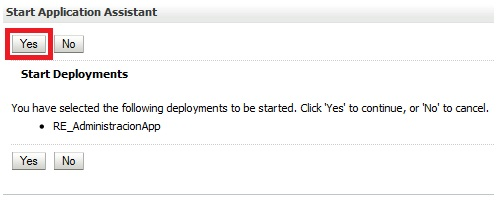 Start Application Assistant
Yes No
Start Deployments
You have selected the following deployments to be started. Click 'Yes' to continue, or 'No' to cancel.
• RE_AdministracionApp
Yes No